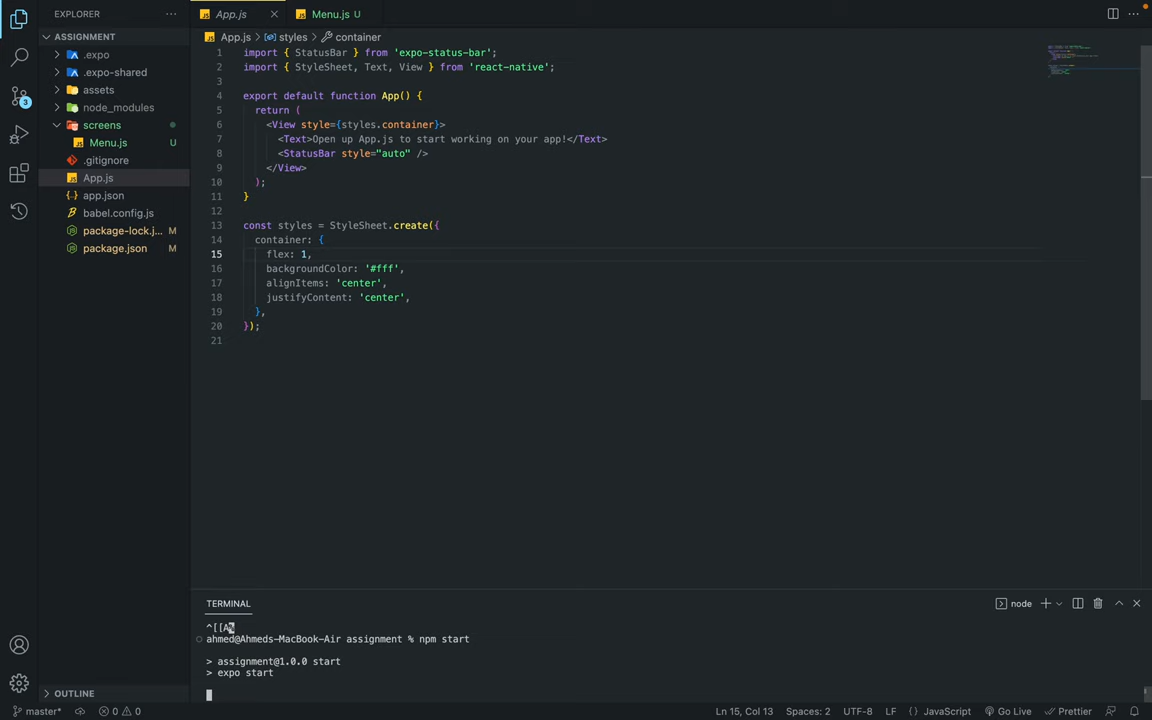 EXPLORER
ASSIGNMENT
.expo
.expo-shared
assets
node_modules
screens
Menu.js U
.gitignore
App.js
app.json
babel.config.js
package-lock.j... M
package.json M
OUTLINE
3
App.js
Menu.js U
App.js > styles > container
1 import { StatusBar } from 'expo-status-bar';
2 import { StyleSheet, Text, View } from 'react-native';
3
4 export default function App() {
5 return (
6 <View style={styles.container}>
7 <Text>Open up App.js to start working on your app!</Text>
8 <StatusBar style="auto" />
9 </View>
10 );
11 }
12
13 const styles = StyleSheet.create({
14 container: {
15 flex: 1,
16 backgroundColor: '#fff',
17 alignItems: 'center',
18 justifyContent: 'center',
19 },
20 });
21
TERMINAL
node
^[[A%
ahmed@Ahmeds-MacBook-Air assignment % npm start
> assignment@1.0.0 start
> expo start
master* 0 0 Ln 15, Col 13 Spaces: 2 UTF-8 LF {} JavaScript Go Live Prettier